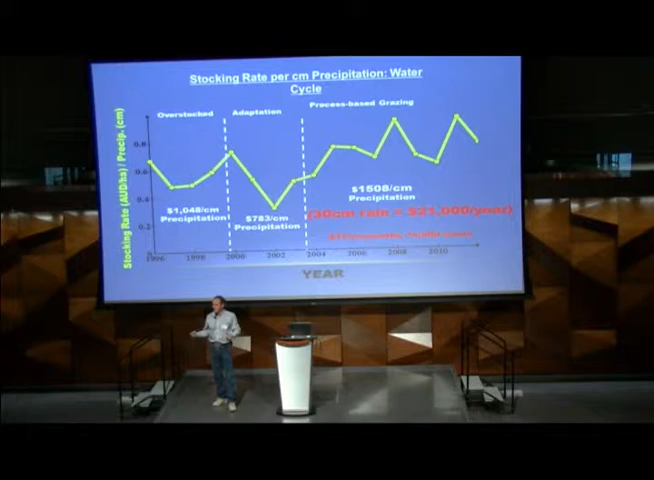 Stocking Rate per cm Precipitation: Water
Cycle
Overstocked
Adaptation
Process-based Grazing
Stocking Rate (AUD/ha) / Precip. (cm)
0.8
0.6
0.4
0.2
0
$1,048/cm
Precipitation
$783/cm
Precipitation
$1508/cm
Precipitation
(30cm rate = $21,000/year)
1996 1998 2000 2002 2004 2006 2008 2010
YEAR